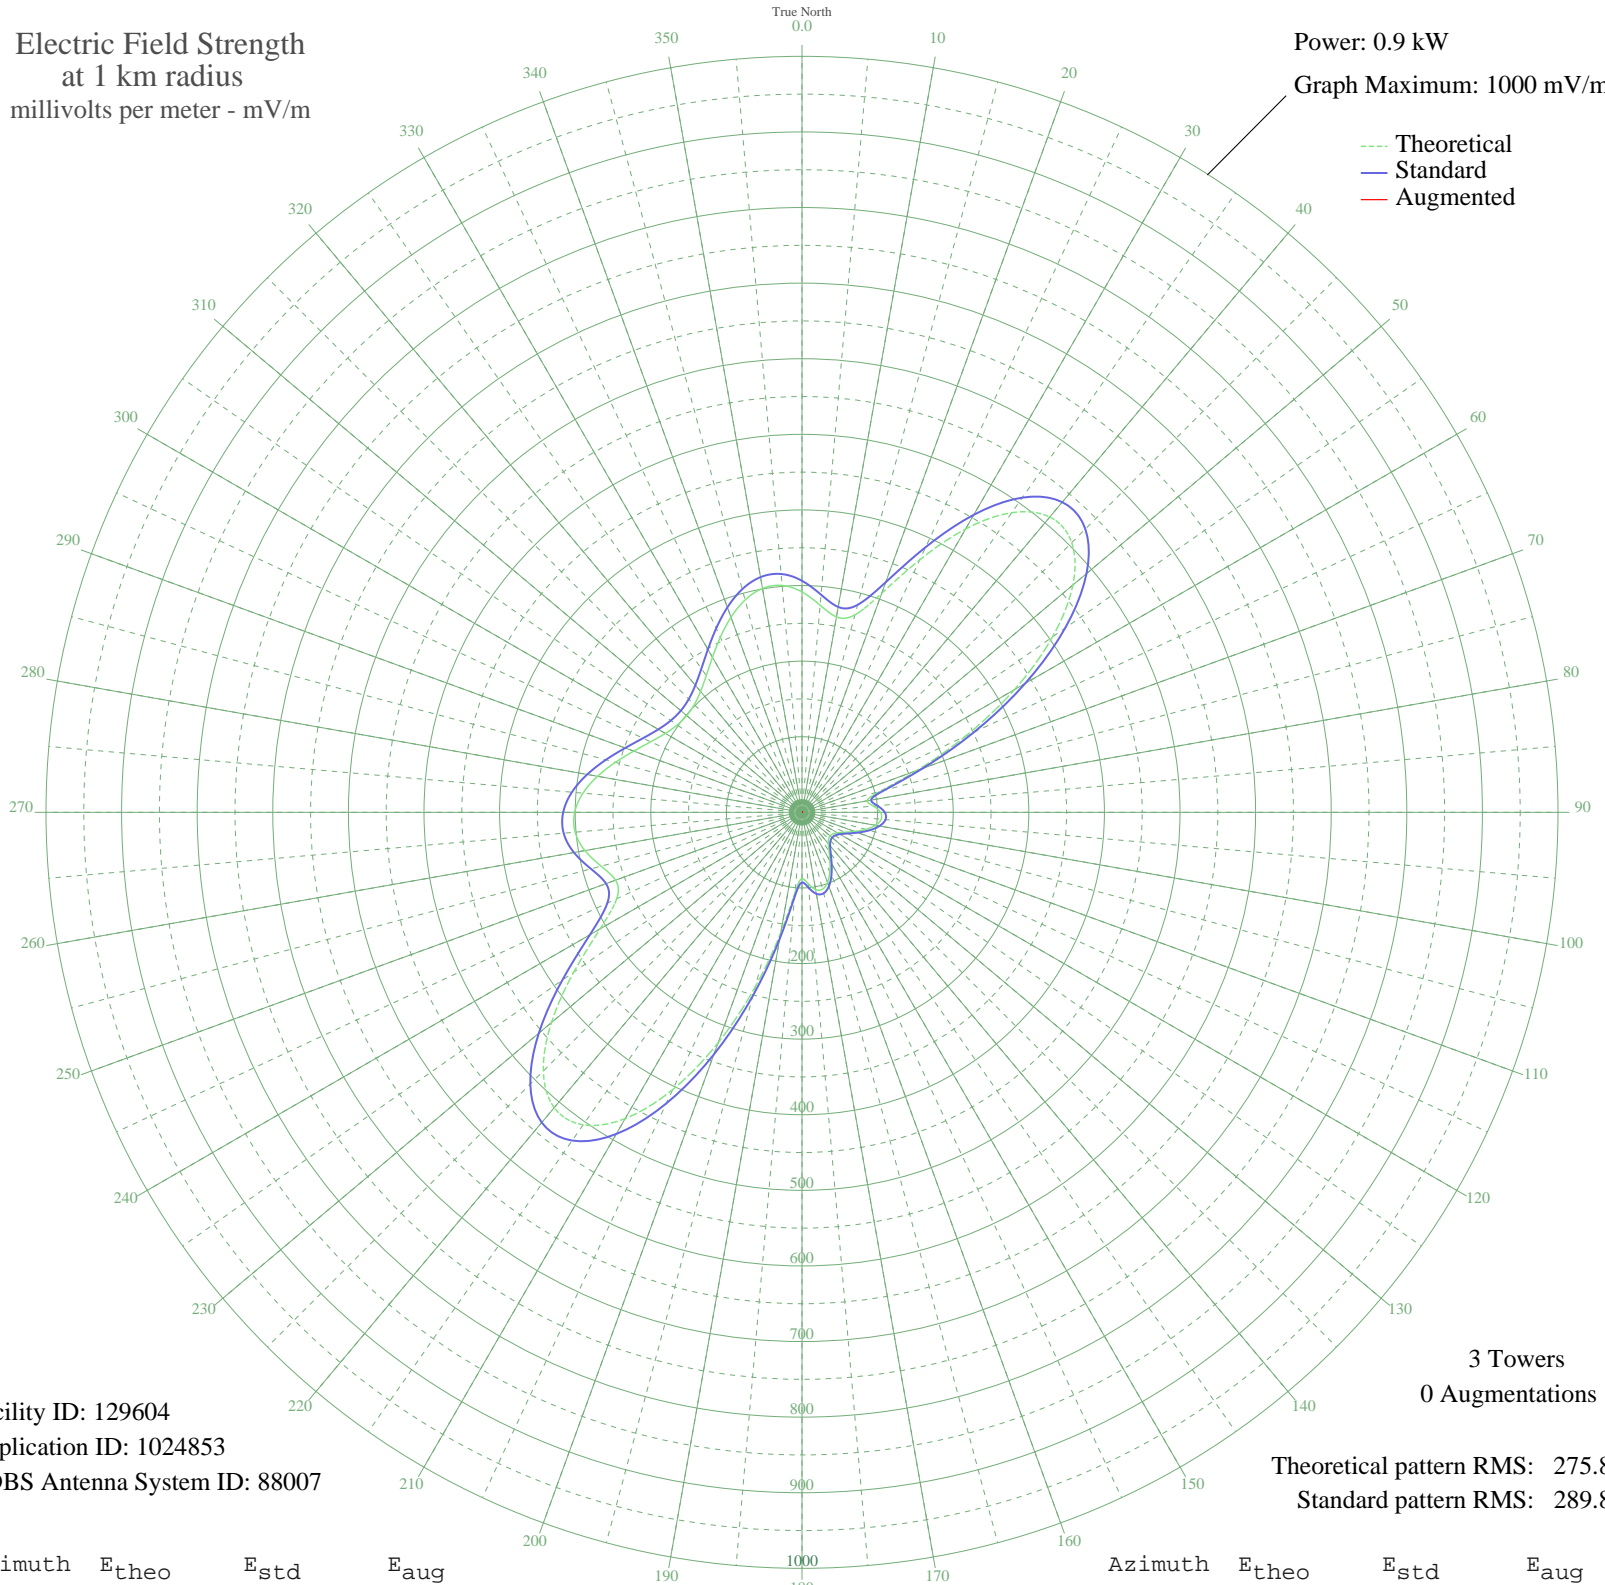 True North
0.0
Electric Field Strength
at 1 km radius
millivolts per meter - mV/m
Power: 0.9 kW
Graph Maximum: 1000 mV/m
Theoretical
Standard
Augmented
10
20
30
40
50
60
70
80
90
100
110
120
130
140
150
160
170
190
200
210
220
230
240
250
260
270
280
290
300
310
320
330
340
350
200
300
400
500
600
700
800
900
1000
3 Towers
0 Augmentations
cility ID: 129604
plication ID: 1024853
DBS Antenna System ID: 88007
Theoretical pattern RMS: 275.8
Standard pattern RMS: 289.8
imuth Etheo Estd Eaug
Azimuth Etheo Estd Eaug